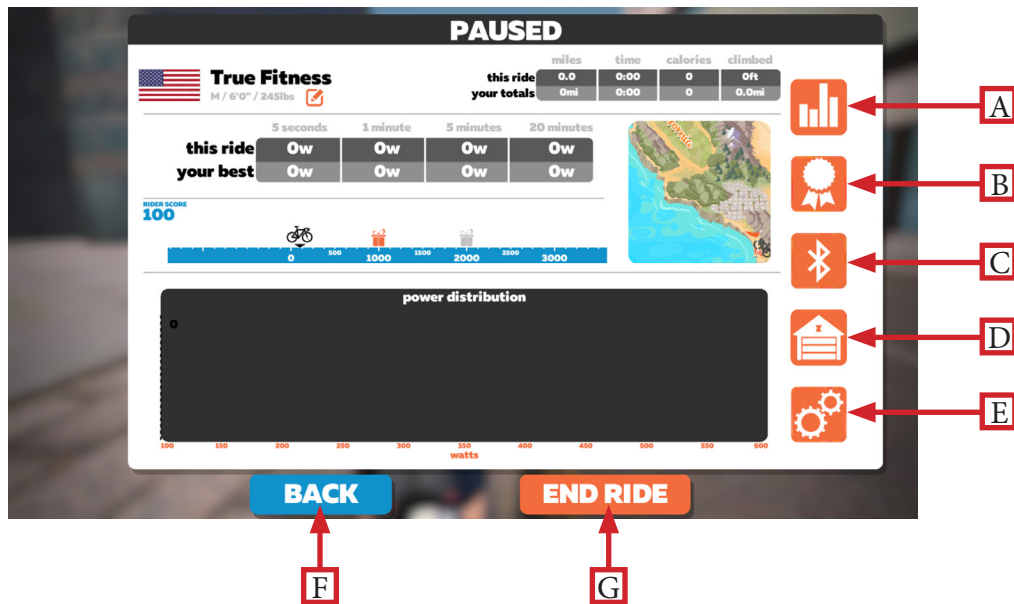 PAUSED
True Fitness
M / 6'0" / 245lbs
miles time calories climbed
this ride 0.0 0:00 0 0ft
your totals 0mi 0:00 0 0.0mi
A
5 seconds 1 minute 5 minutes 20 minutes
this ride 0w 0w 0w 0w
your best 0w 0w 0w 0w
B
RIDER SCORE
100
0 500 1000 1500 2000 2500 3000
C
power distribution
0
D
E
100 150 200 250 300 350 400 450 500 550 600
watts
BACK END RIDE
F G